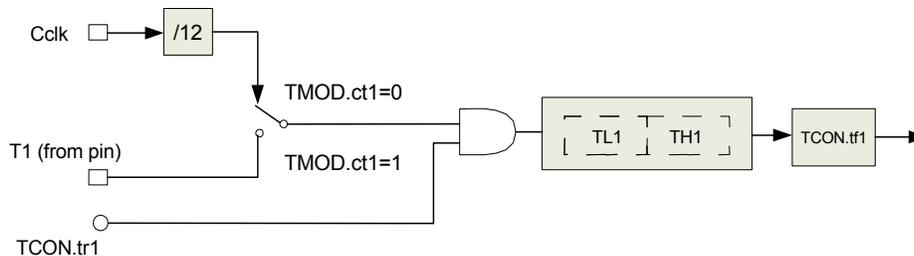 Cclk
/12
TMOD.ct1=0
T1 (from pin)
TMOD.ct1=1
TL1
TH1
TCON.tf1
TCON.tr1